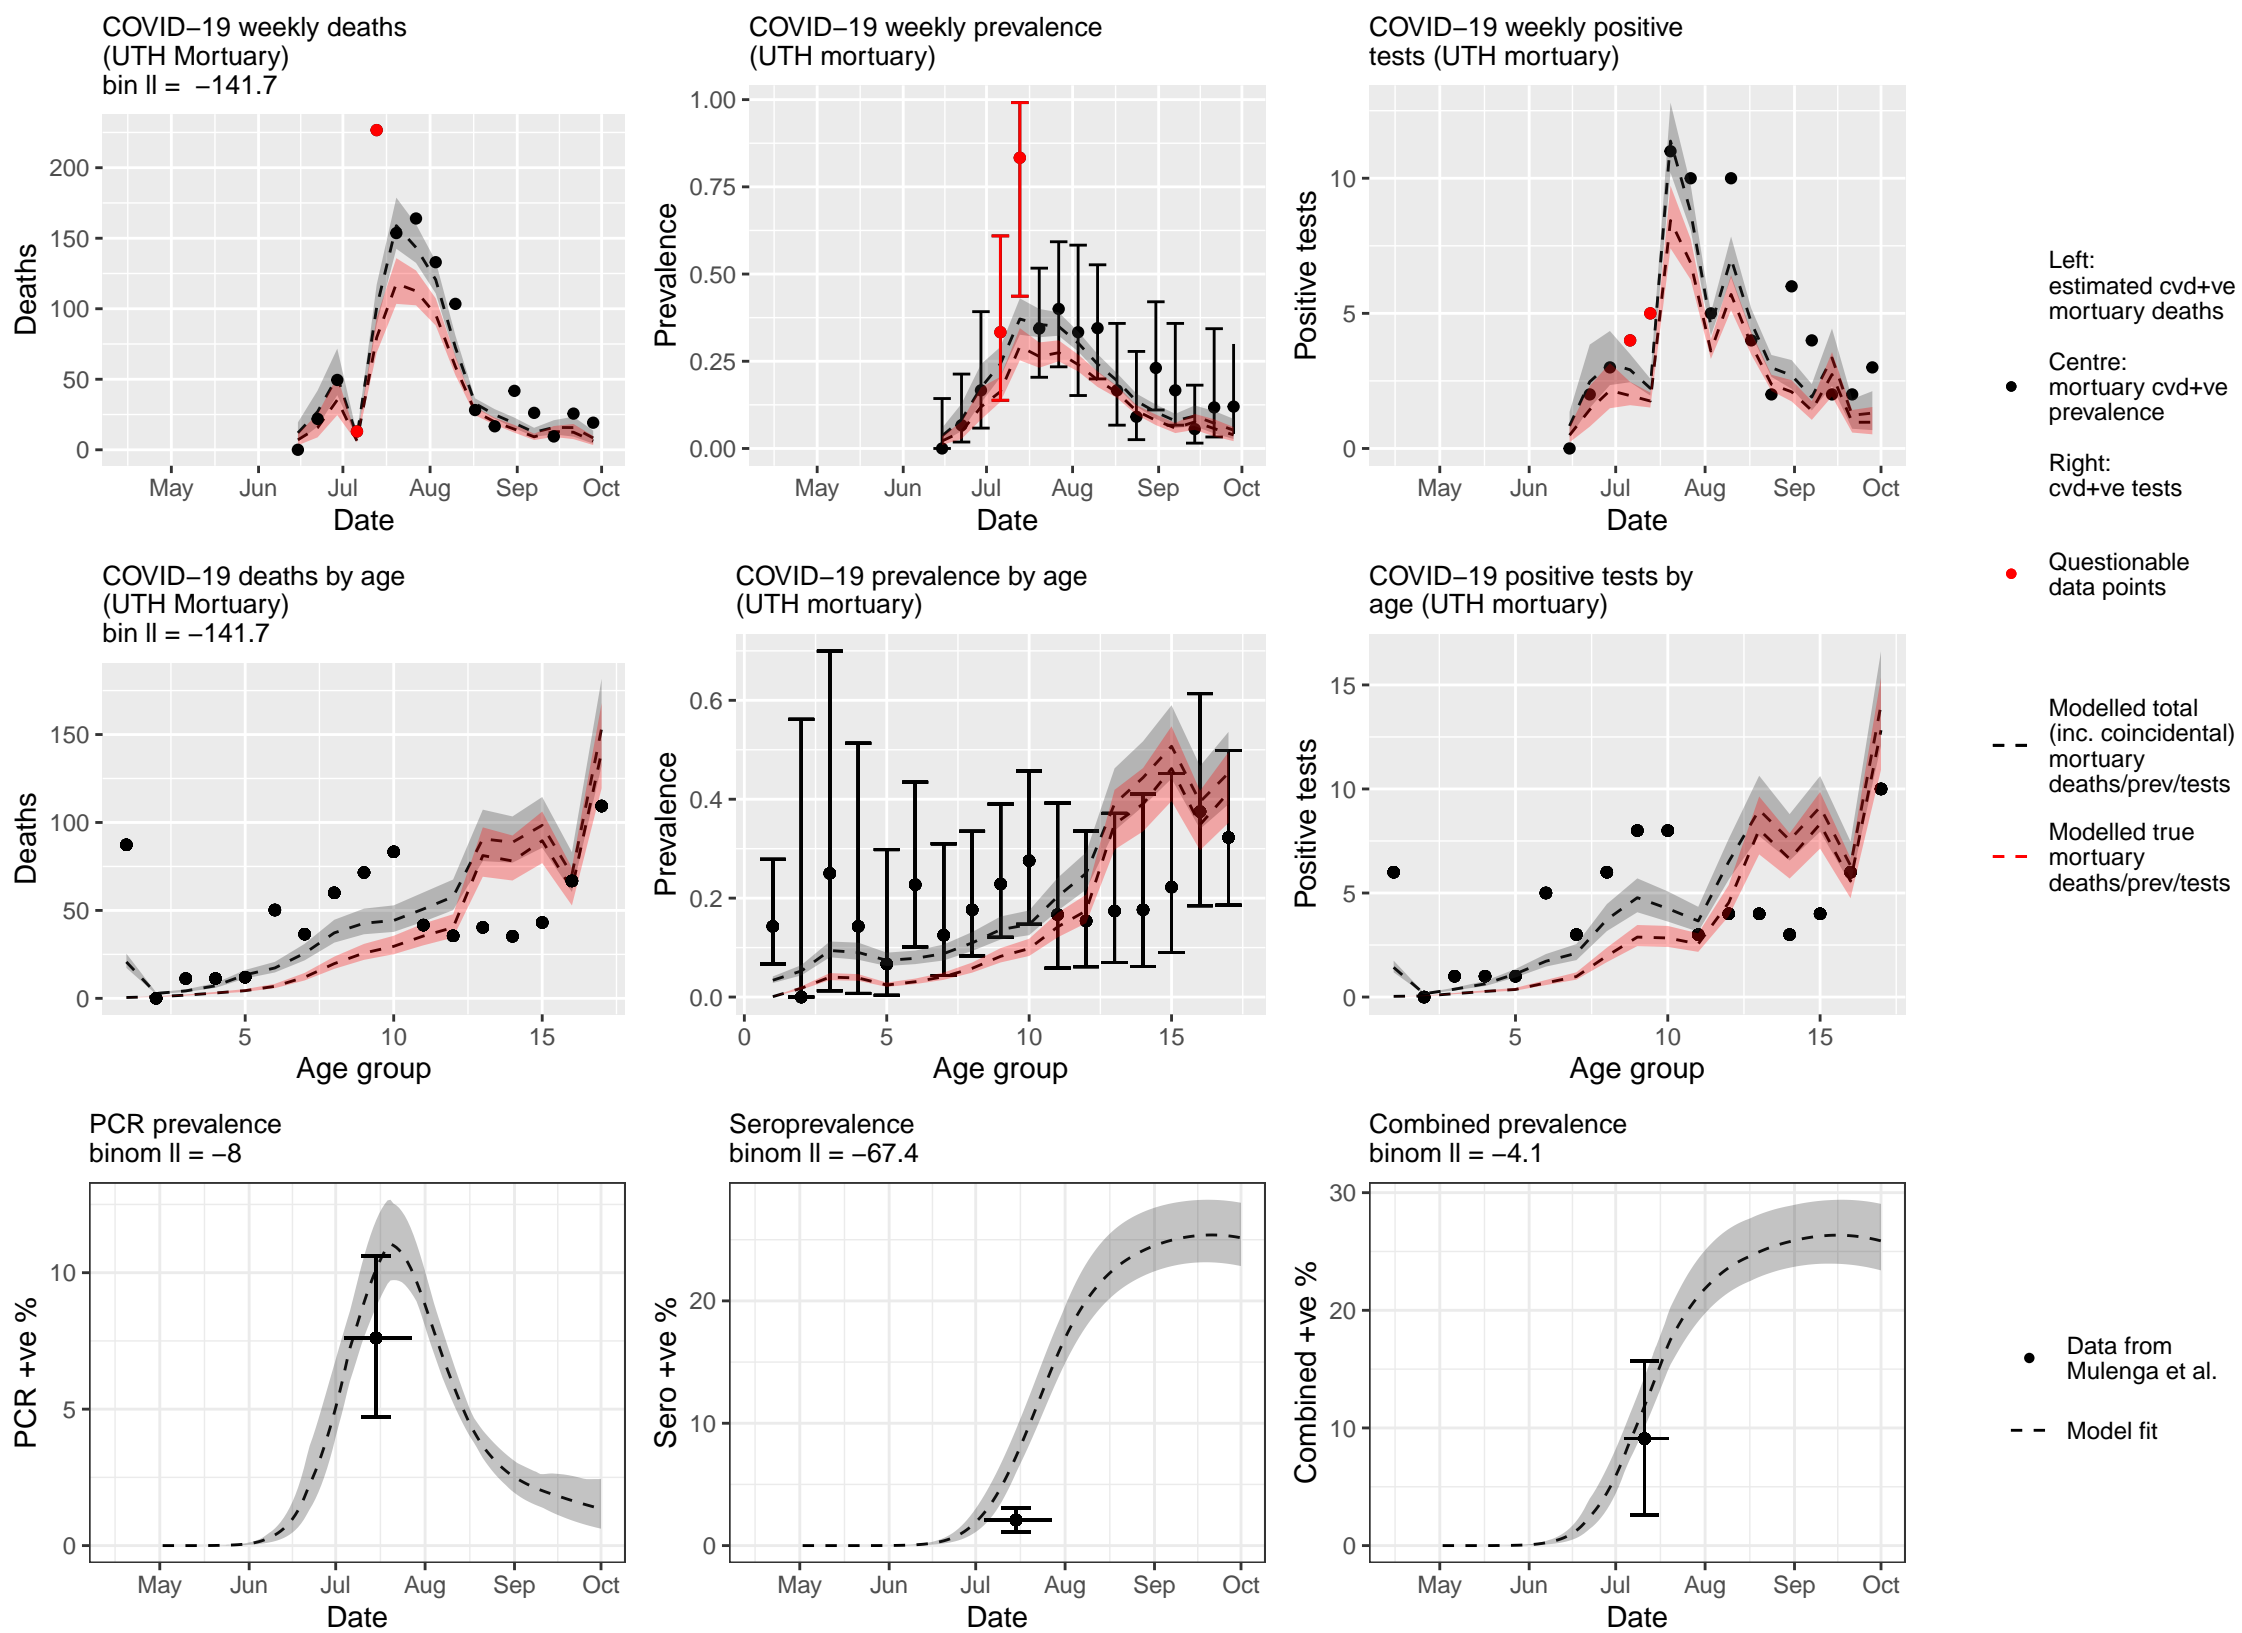 COVID−19 weekly deaths
(UTH Mortuary)
bin ll =  −141.7
Deaths
200
150
100
50
0
May Jun Jul Aug Sep Oct
Date
COVID−19 weekly prevalence
(UTH mortuary)
Prevalence
1.00
0.75
0.50
0.25
0.00
May Jun Jul Aug Sep Oct
Date
COVID−19 weekly positive
tests (UTH mortuary)
Positive tests
10
5
0
May Jun Jul Aug Sep Oct
Date
COVID−19 deaths by age
(UTH Mortuary)
bin ll = −141.7
Deaths
150
100
50
0
5 10 15
Age group
COVID−19 prevalence by age
(UTH mortuary)
Prevalence
0.6
0.4
0.2
0.0
0 5 10 15
Age group
COVID−19 positive tests by
age (UTH mortuary)
Positive tests
15
10
5
0
5 10 15
Age group
PCR prevalence
binom ll = −8
PCR +ve %
10
5
0
May Jun Jul Aug Sep Oct
Date
Seroprevalence
binom ll = −67.4
Sero +ve %
20
10
0
May Jun Jul Aug Sep Oct
Date
Combined prevalence
binom ll = −4.1
Combined +ve %
30
20
10
0
May Jun Jul Aug Sep Oct
Date
Left:
estimated cvd+ve
mortuary deaths
Centre:
mortuary cvd+ve
prevalence
Right:
cvd+ve tests
Questionable
data points
Modelled total
(inc. coincidental)
mortuary
deaths/prev/tests
Modelled true
mortuary
deaths/prev/tests
Data from
Mulenga et al.
Model fit